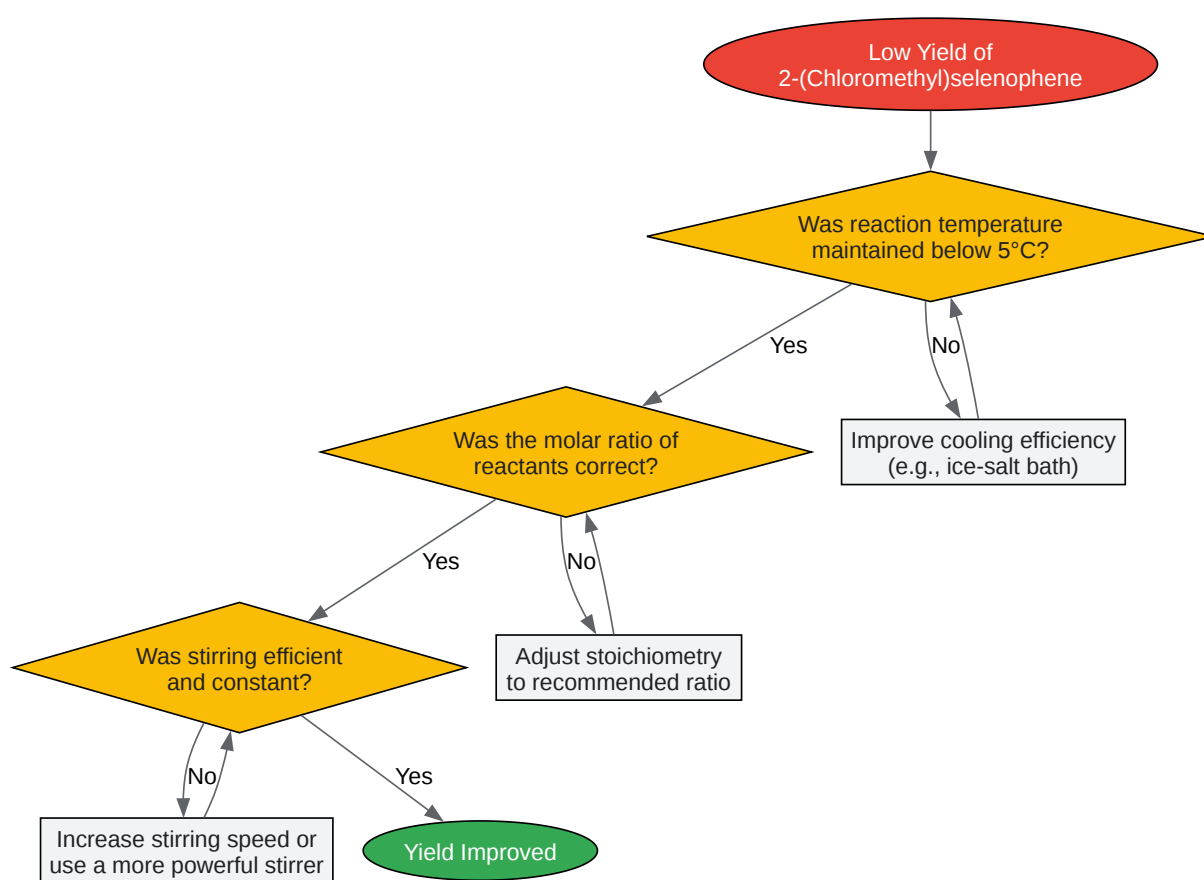 Low Yield of
2-(Chloromethyl)selenophene
Was reaction temperature
maintained below 5°C?
Yes
No
Was the molar ratio of
reactants correct?
Improve cooling efficiency
(e.g., ice-salt bath)
Yes
No
Was stirring efficient
and constant?
Adjust stoichiometry
to recommended ratio
No
Yes
Increase stirring speed or
use a more powerful stirrer
Yield Improved